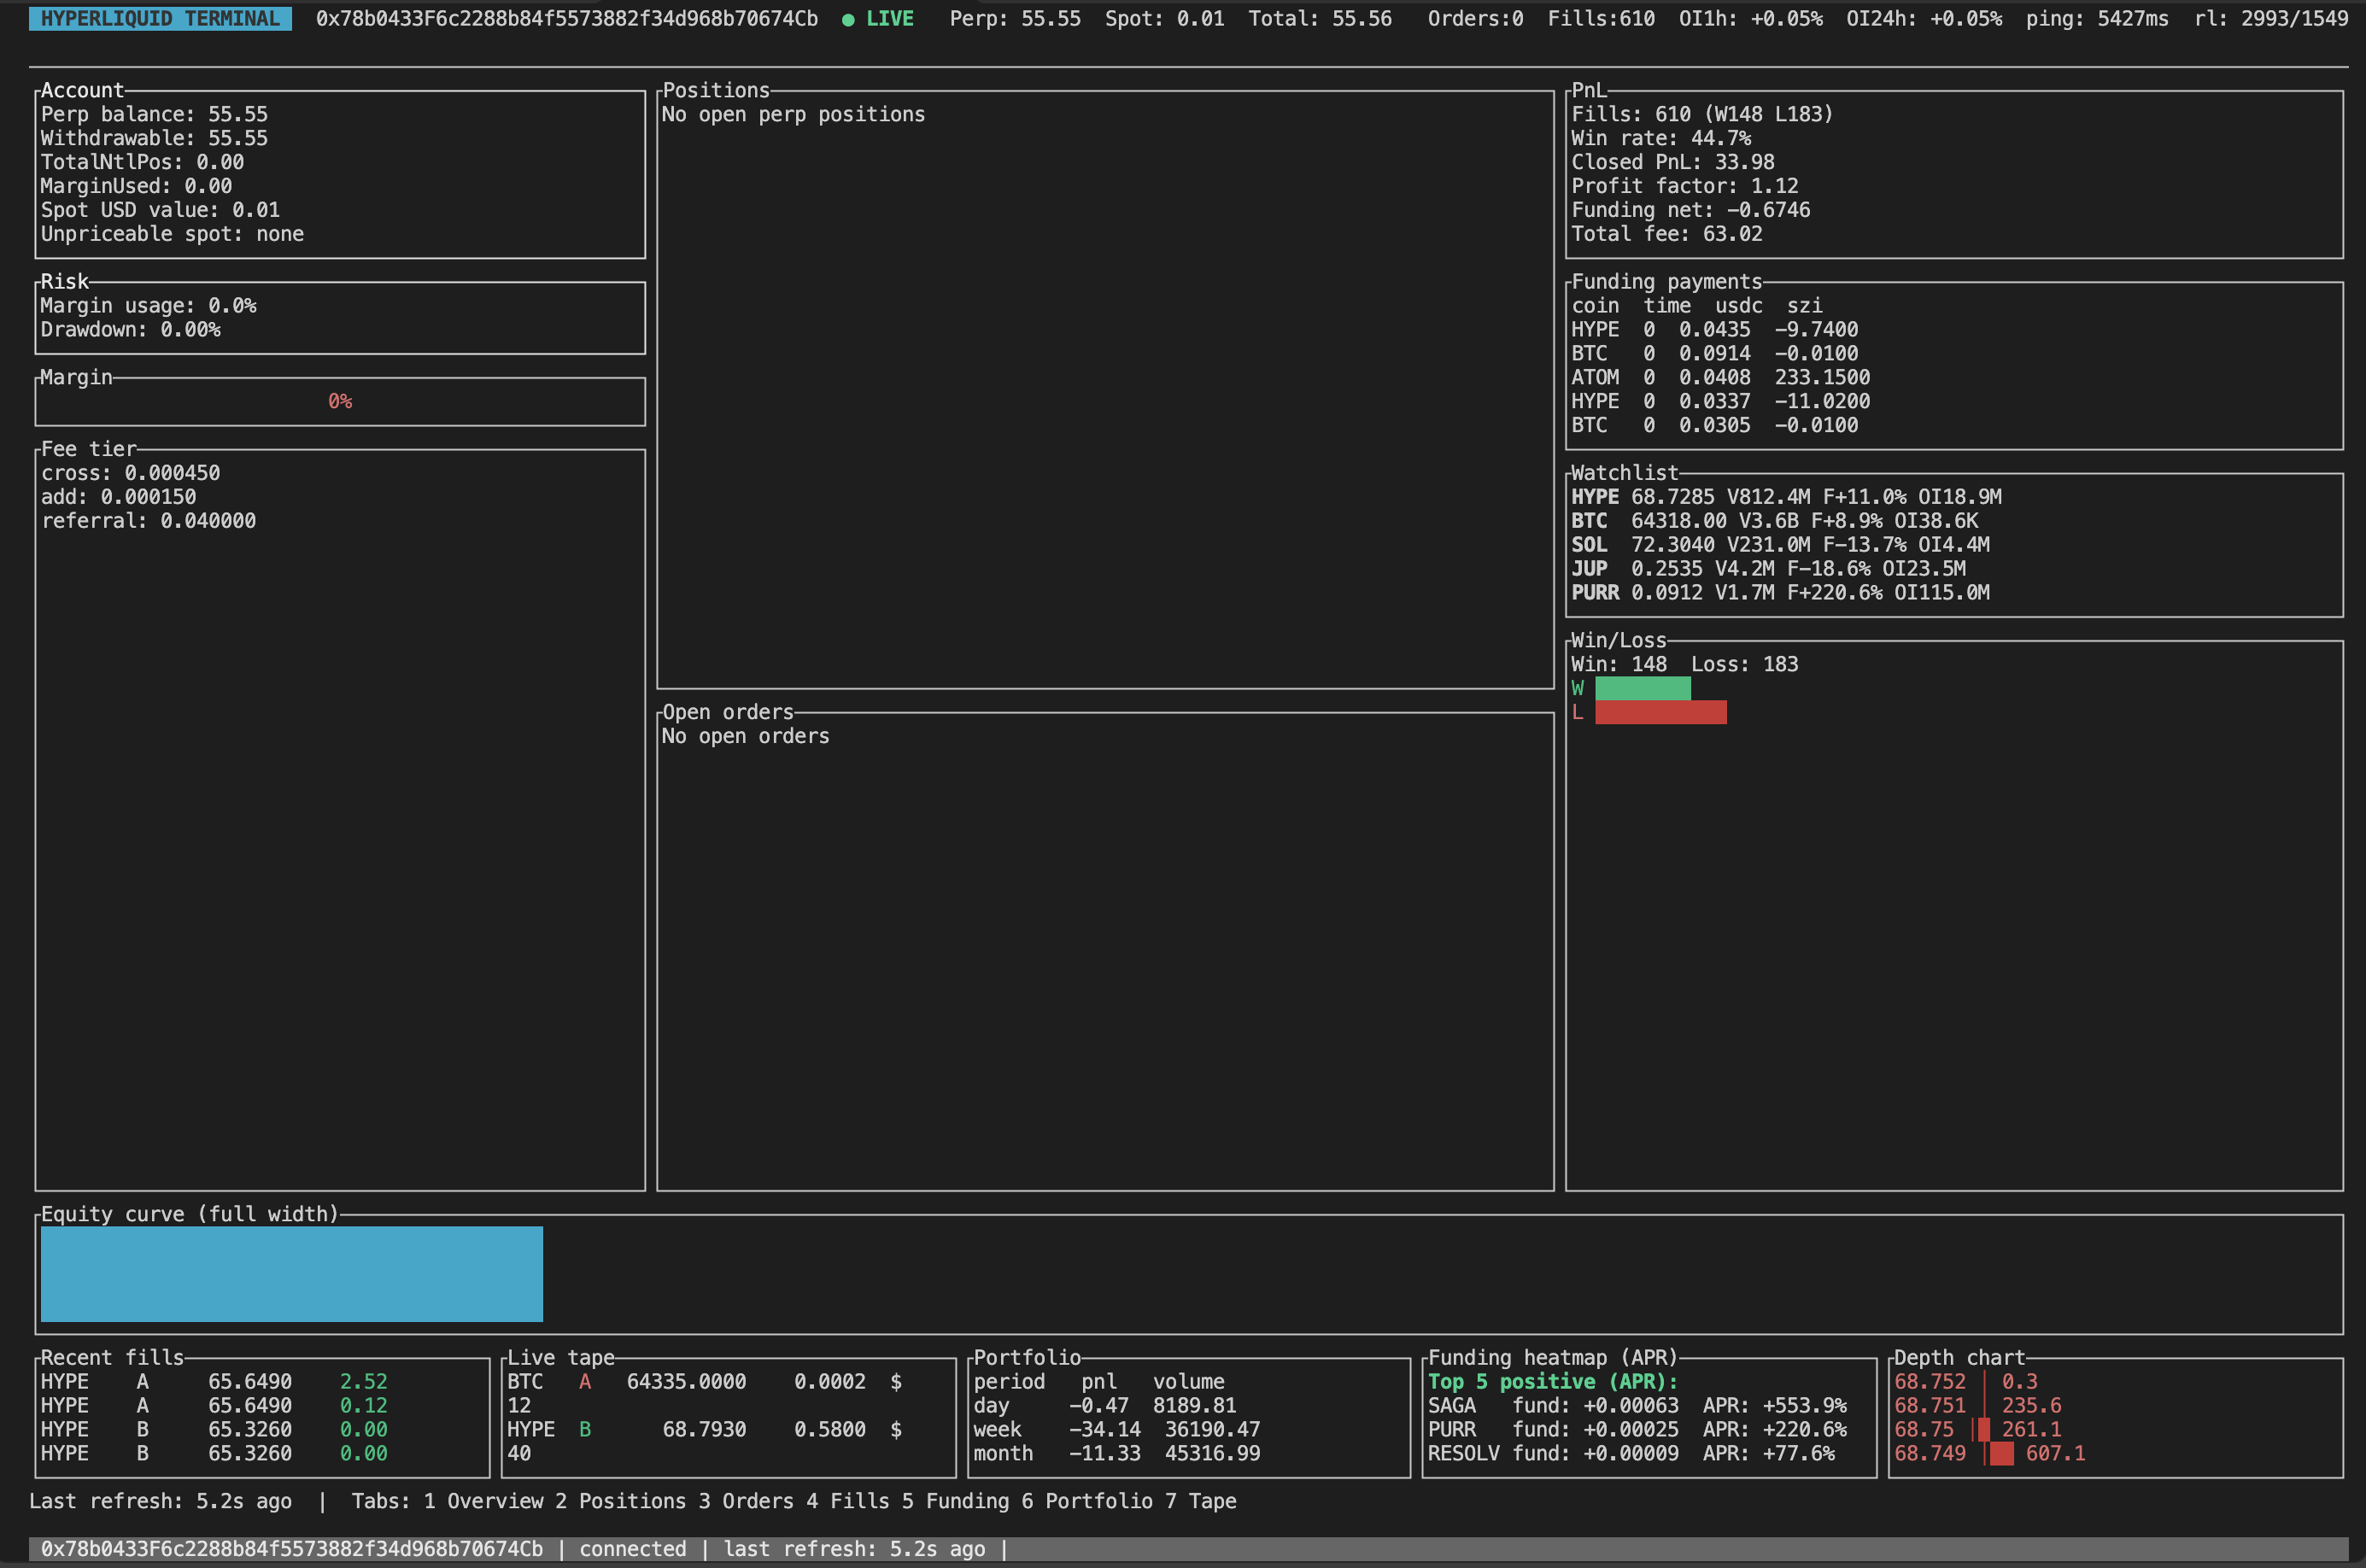 HYPERLIQUID TERMINAL 0x78b0433F6c2288b84f5573882f34d968b70674Cb ● LIVE Perp: 55.55 Spot: 0.01 Total: 55.56 Orders:0 Fills:610 OI1h: +0.05% OI24h: +0.05% ping: 5427ms rl: 2993/1549
Account
Perp balance: 55.55
Withdrawable: 55.55
TotalNtlPos: 0.00
MarginUsed: 0.00
Spot USD value: 0.01
Unpriceable spot: none
Risk
Margin usage: 0.0%
Drawdown: 0.00%
Margin
0%
Fee tier
cross: 0.000450
add: 0.000150
referral: 0.040000
Positions
No open perp positions
Open orders
No open orders
PnL
Fills: 610 (W148 L183)
Win rate: 44.7%
Closed PnL: 33.98
Profit factor: 1.12
Funding net: -0.6746
Total fee: 63.02
Funding payments
coin time usdc szi
HYPE 0 0.0435 -9.7400
BTC 0 0.0914 -0.0100
ATOM 0 0.0408 233.1500
HYPE 0 0.0337 -11.0200
BTC 0 0.0305 -0.0100
Watchlist
HYPE 68.7285 V812.4M F+11.0% OI18.9M
BTC 64318.00 V3.6B F+8.9% OI38.6K
SOL 72.3040 V231.0M F-13.7% OI4.4M
JUP 0.2535 V4.2M F-18.6% OI23.5M
PURR 0.0912 V1.7M F+220.6% OI115.0M
Win/Loss
Win: 148 Loss: 183
W
L
Equity curve (full width)
Recent fills
HYPE A 65.6490 2.52
HYPE A 65.6490 0.12
HYPE B 65.3260 0.00
HYPE B 65.3260 0.00
Live tape
BTC A 64335.0000 0.0002 $
12
HYPE B 68.7930 0.5800 $
40
Portfolio
period pnl volume
day -0.47 8189.81
week -34.14 36190.47
month -11.33 45316.99
Funding heatmap (APR)
Top 5 positive (APR):
SAGA fund: +0.00063 APR: +553.9%
PURR fund: +0.00025 APR: +220.6%
RESOLV fund: +0.00009 APR: +77.6%
Depth chart
68.752 0.3
68.751 235.6
68.75 261.1
68.749 607.1
Last refresh: 5.2s ago | Tabs: 1 Overview 2 Positions 3 Orders 4 Fills 5 Funding 6 Portfolio 7 Tape
0x78b0433F6c2288b84f5573882f34d968b70674Cb | connected | last refresh: 5.2s ago |